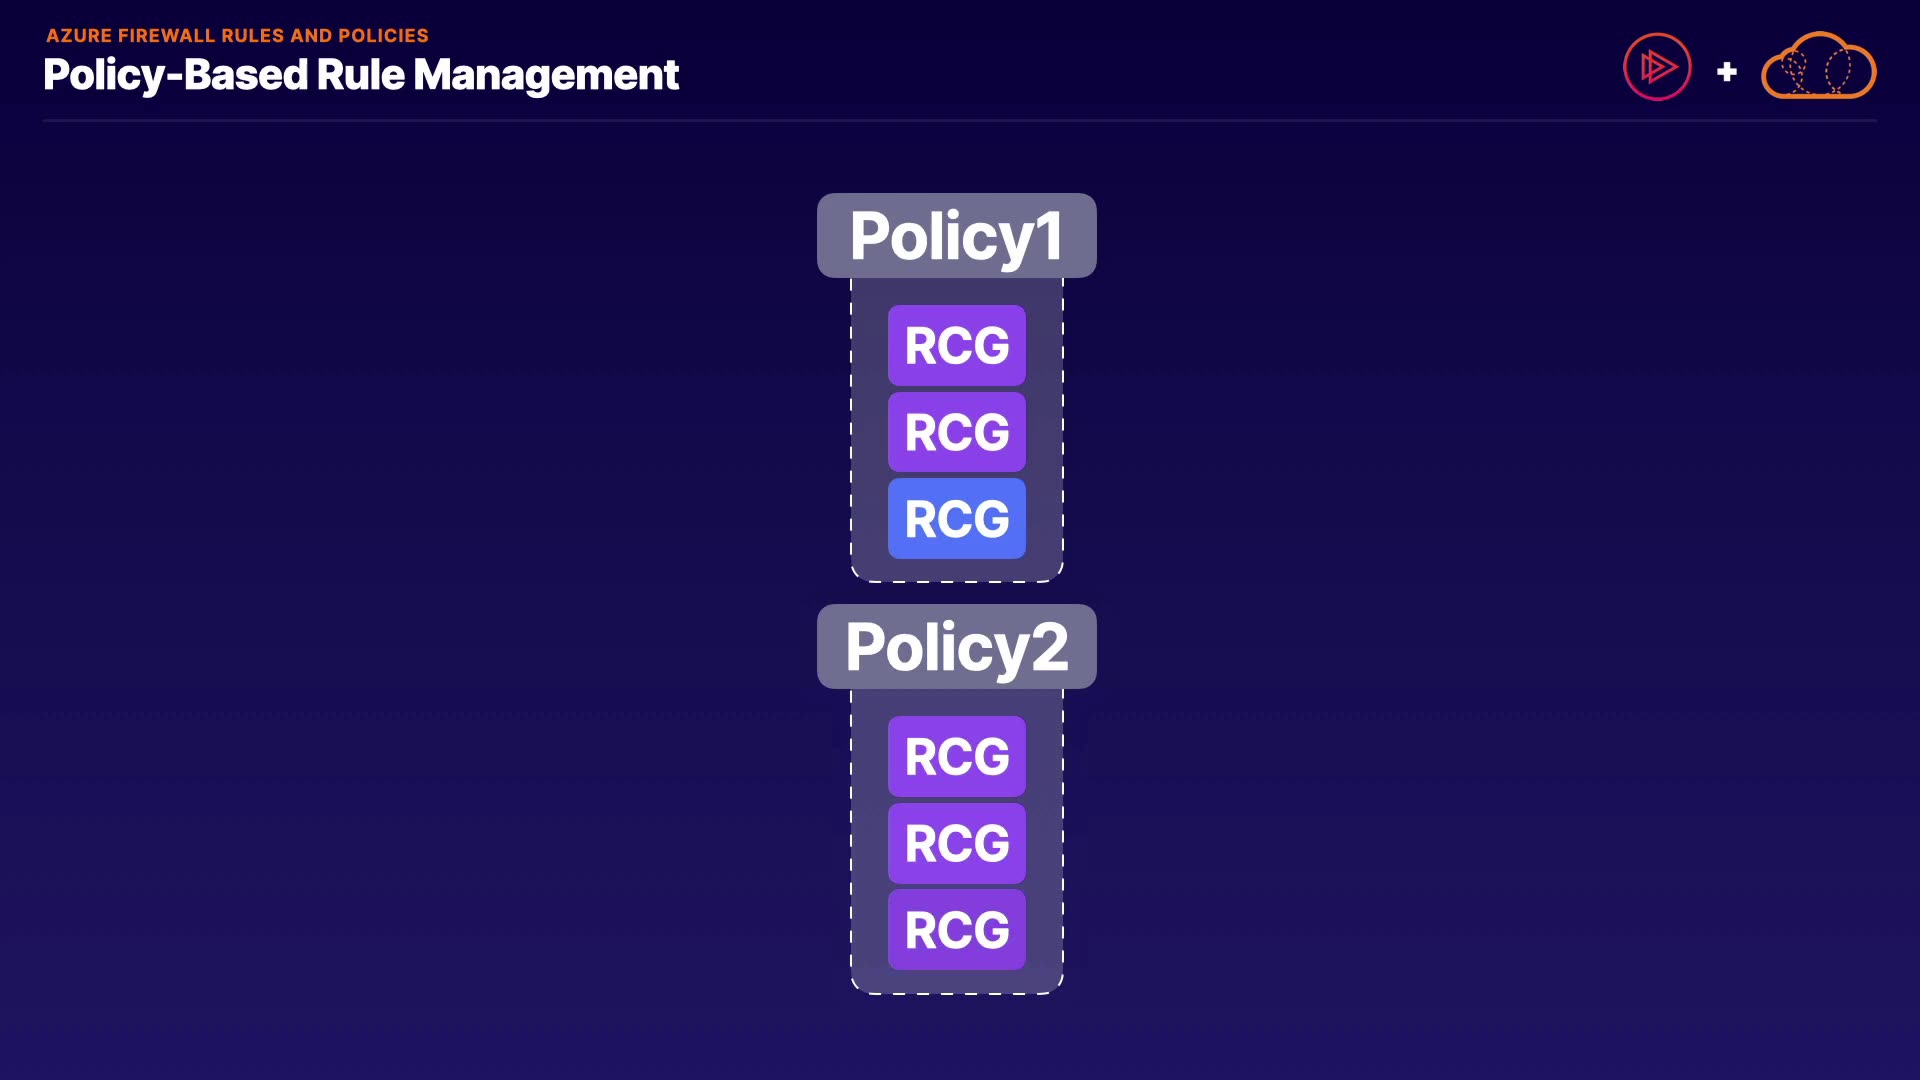 AZURE FIREWALL RULES AND POLICIES
Policy-Based Rule Management
+
Policy1
RCG
RCG
RCG
Policy2
RCG
RCG
RCG